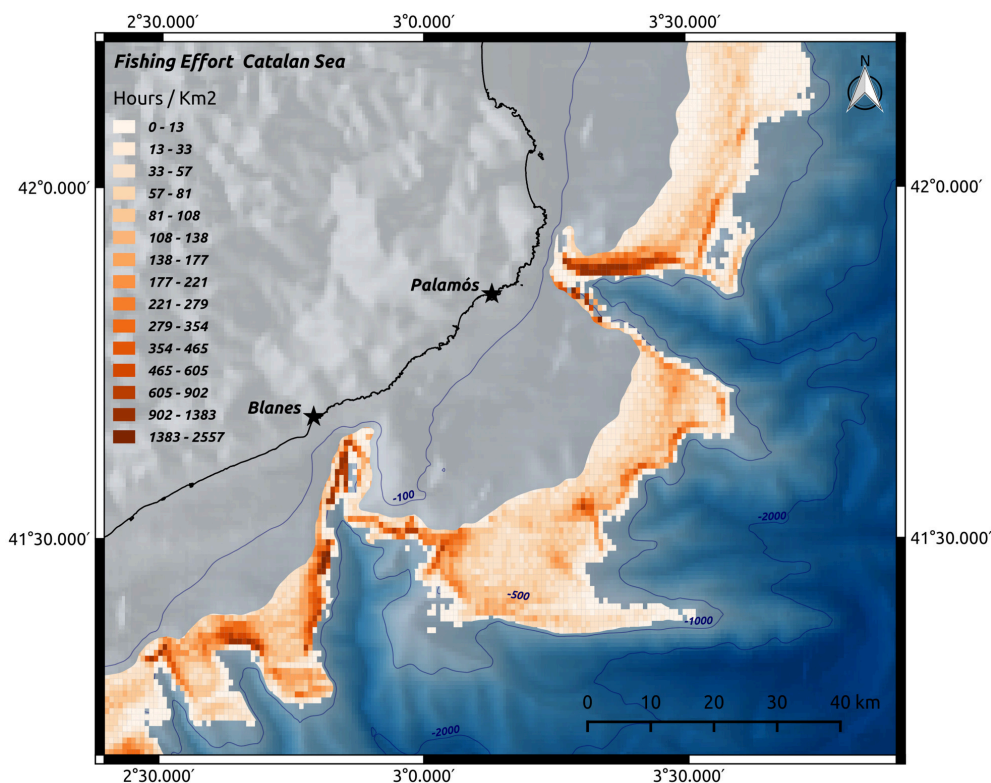 2°30.000′ 3°0.000′ 3°30.000′
Fishing Effort Catalan Sea
N
Hours / Km2
0 - 13
13 - 33
33 - 57
57 - 81
81 - 108
108 - 138
138 - 177
177 - 221
221 - 279
279 - 354
354 - 465
465 - 605
605 - 902
902 - 1383
1383 - 2557
42°0.000′ 42°0.000′
Palamós
Blanes
-100
-2000
41°30.000′ 41°30.000′
-500
-1000
0 10 20 30 40 km
-2000
2°30.000′ 3°0.000′ 3°30.000′